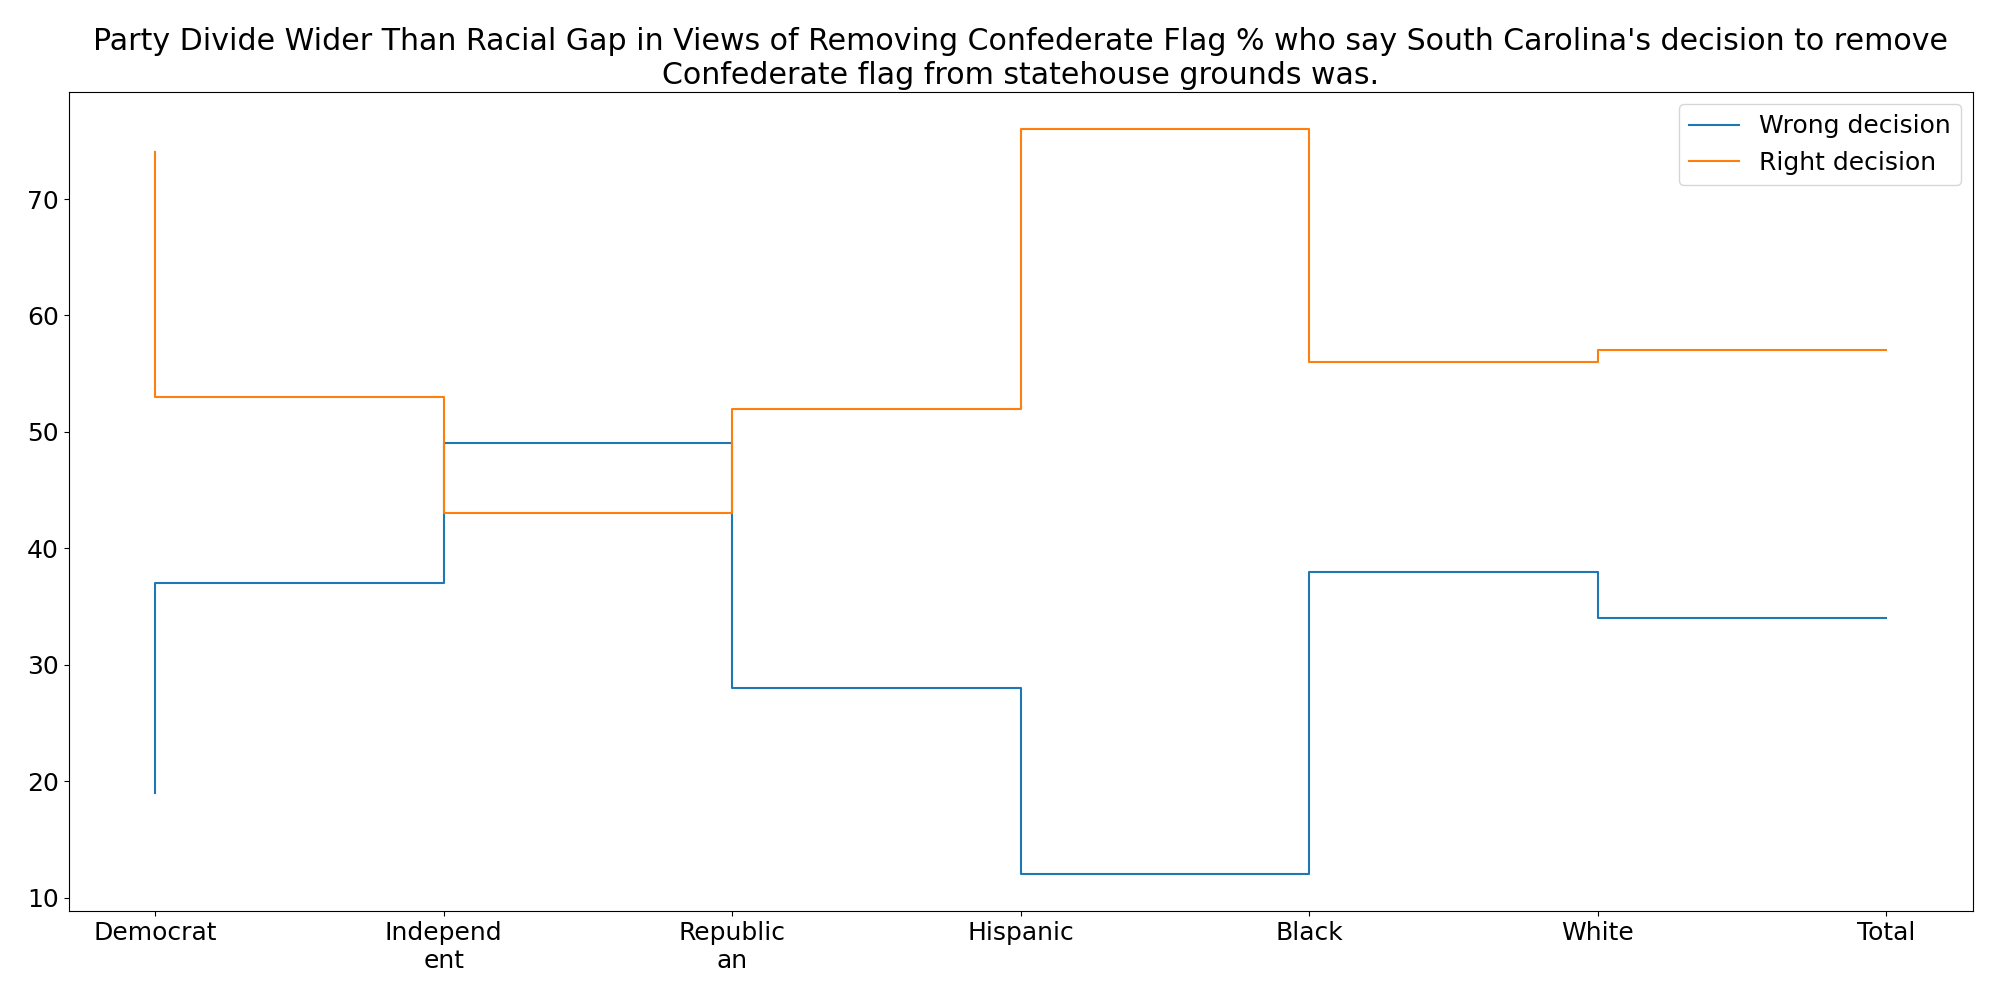 Party Divide Wider Than Racial Gap in Views of Removing Confederate Flag % who say South Carolina's decision to remove
Confederate flag from statehouse grounds was.
Wrong decision
Right decision
70
60
50
40
30
20
10
Democrat
Independ
ent
Republic
an
Hispanic
Black
White
Total